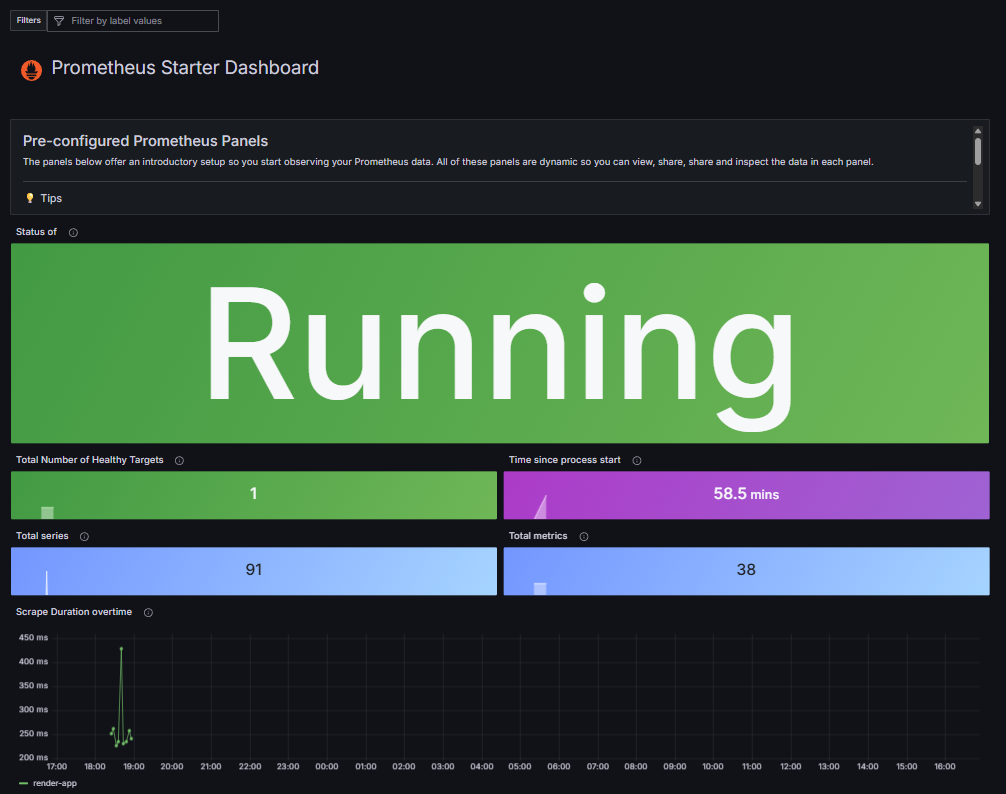 Filters Filter by label values
Prometheus Starter Dashboard
Pre-configured Prometheus Panels
The panels below offer an introductory setup so you start observing your Prometheus data. All of these panels are dynamic so you can view, share, share and inspect the data in each panel.
Tips
Status of
Running
Total Number of Healthy Targets
1
Time since process start
58.5 mins
Total series
91
Total metrics
38
Scrape Duration overtime
450 ms
400 ms
350 ms
300 ms
250 ms
200 ms
17:00 18:00 19:00 20:00 21:00 22:00 23:00 00:00 01:00 02:00 03:00 04:00 05:00 06:00 07:00 08:00 09:00 10:00 11:00 12:00 13:00 14:00 15:00 16:00
render-app